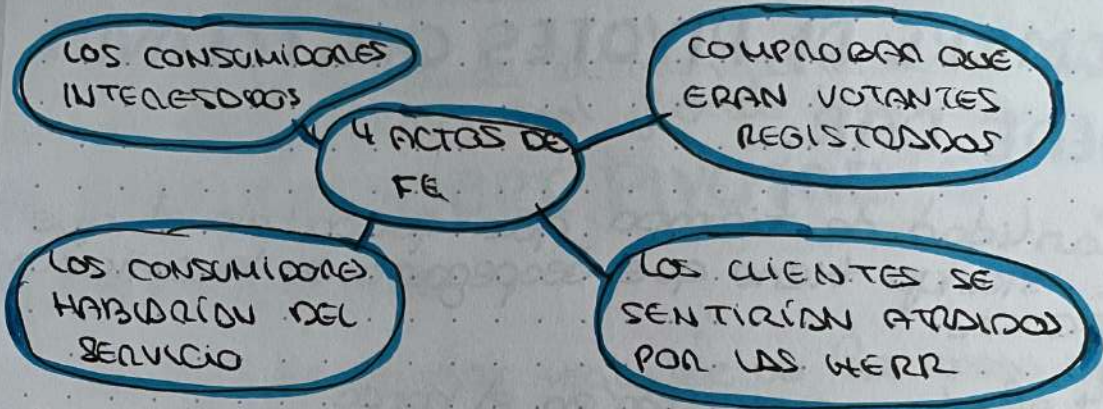 LOS CONSUMIDORES
INTERESADOS
COMPROBAR QUE
ERAN VOTANTES
REGISTRADOS
4 ACTOS DE
FE
LOS CONSUMIDORES
HABLARÍAN DEL
SERVICIO
LOS CLIENTES SE
SENTIRÍAN ATRAIDOS
POR LAS HERR